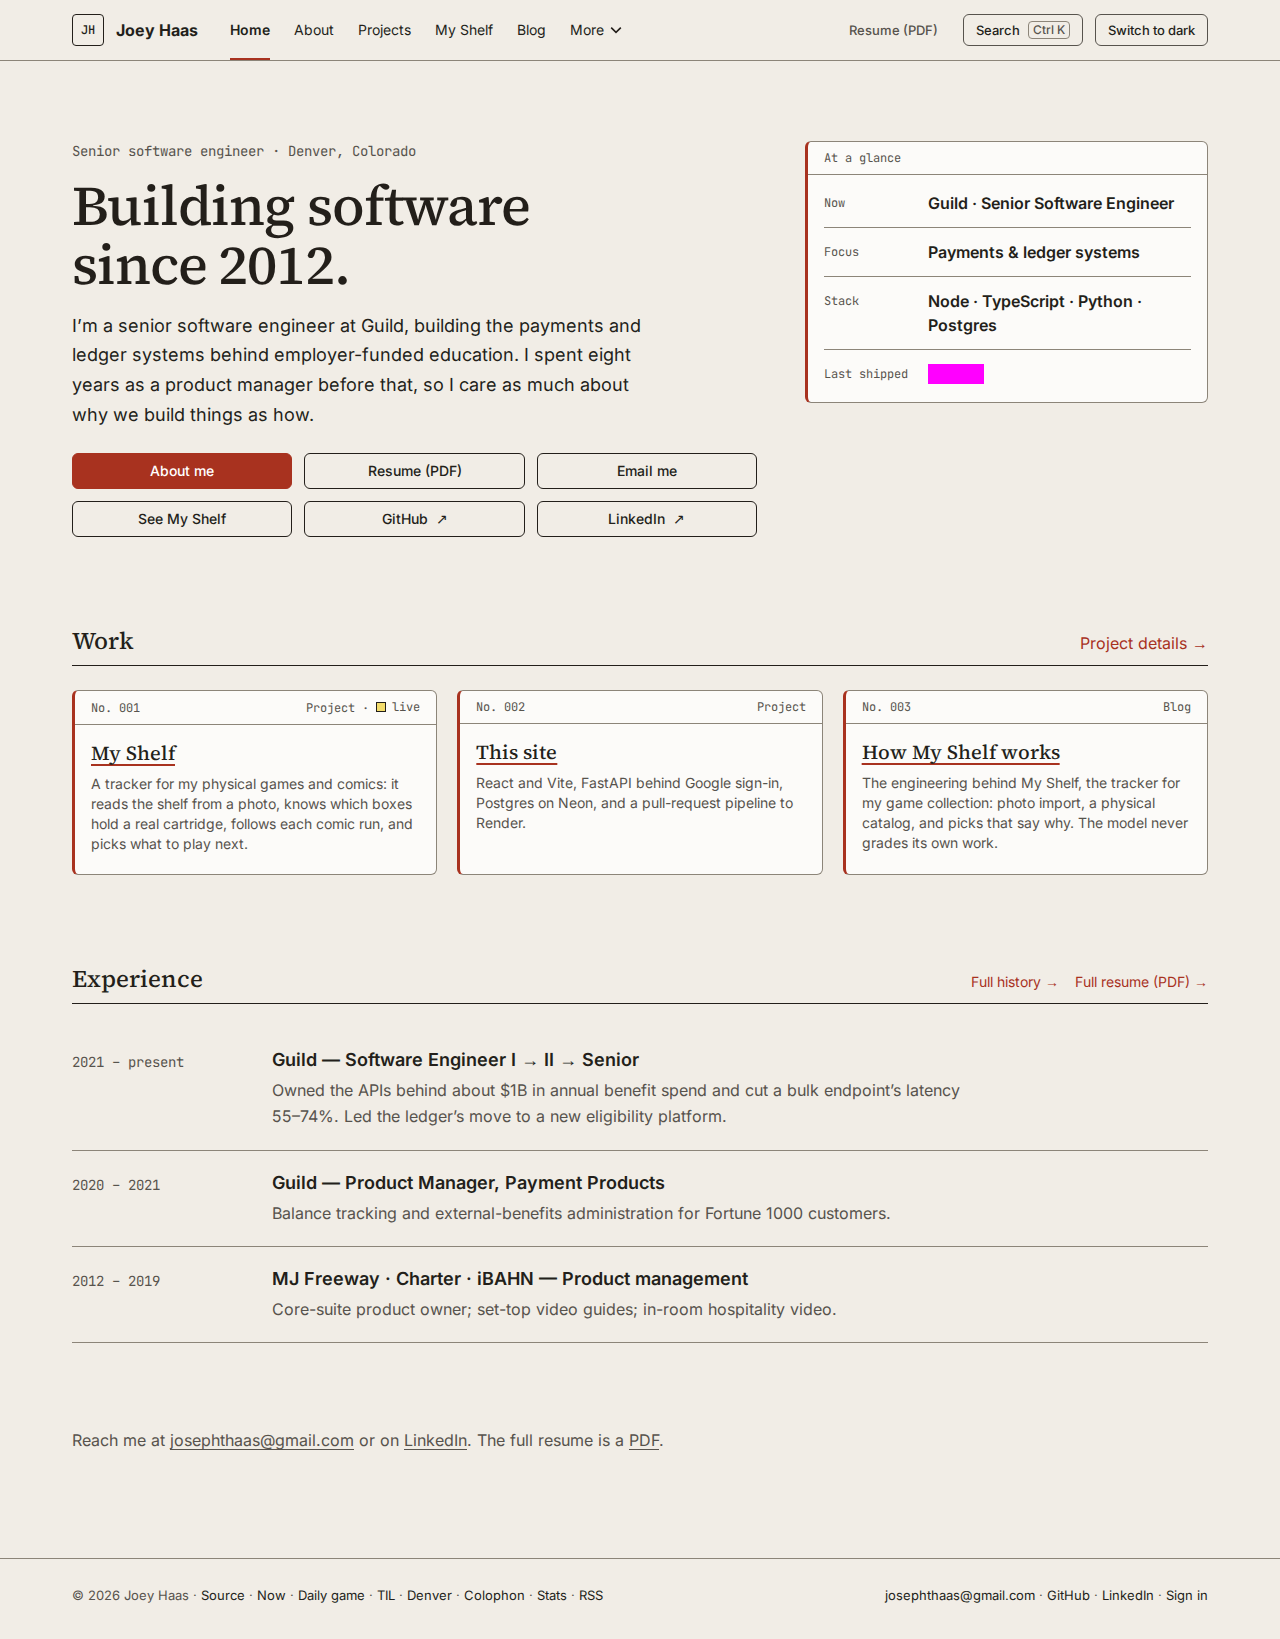 JH Joey Haas Home About Projects My Shelf Blog More Resume (PDF) Search Ctrl K Switch to dark
Senior software engineer · Denver, Colorado
Building software
since 2012.
I’m a senior software engineer at Guild, building the payments and
ledger systems behind employer-funded education. I spent eight
years as a product manager before that, so I care as much about
why we build things as how.
About me Resume (PDF) Email me
See My Shelf GitHub ↗ LinkedIn ↗
At a glance
Now Guild · Senior Software Engineer
Focus Payments & ledger systems
Stack Node · TypeScript · Python ·
Postgres
Last shipped
Work Project details →
No. 001 Project · live
My Shelf
A tracker for my physical games and comics: it
reads the shelf from a photo, knows which boxes
hold a real cartridge, follows each comic run, and
picks what to play next.
No. 002 Project
This site
React and Vite, FastAPI behind Google sign-in,
Postgres on Neon, and a pull-request pipeline to
Render.
No. 003 Blog
How My Shelf works
The engineering behind My Shelf, the tracker for
my game collection: photo import, a physical
catalog, and picks that say why. The model never
grades its own work.
Experience Full history → Full resume (PDF) →
2021 – present Guild — Software Engineer I → II → Senior
Owned the APIs behind about $1B in annual benefit spend and cut a bulk endpoint’s latency
55–74%. Led the ledger’s move to a new eligibility platform.
2020 – 2021 Guild — Product Manager, Payment Products
Balance tracking and external-benefits administration for Fortune 1000 customers.
2012 – 2019 MJ Freeway · Charter · iBAHN — Product management
Core-suite product owner; set-top video guides; in-room hospitality video.
Reach me at josephthaas@gmail.com or on LinkedIn. The full resume is a PDF.
© 2026 Joey Haas · Source · Now · Daily game · TIL · Denver · Colophon · Stats · RSS josephthaas@gmail.com · GitHub · LinkedIn · Sign in